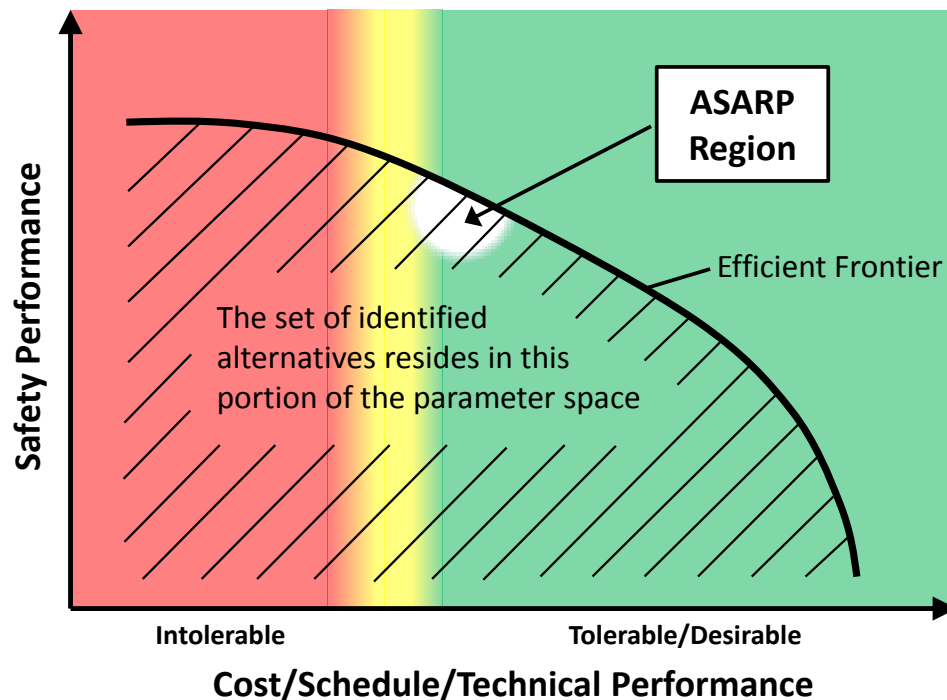 ASARP
Region
Efficient Frontier
The set of identified
alternatives resides in this
portion of the parameter space
Safety Performance
Intolerable
Tolerable/Desirable
Cost/Schedule/Technical Performance